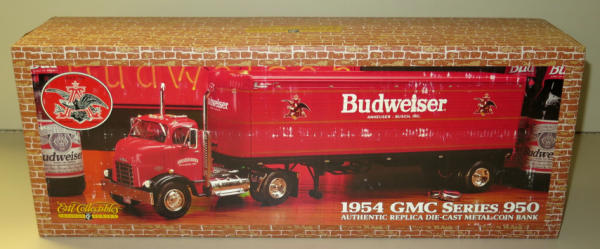 Budweiser
ANHEUSER - BUSCH, INC.
Budweiser
Budweiser
Bud
1954 GMC SERIES 950
AUTHENTIC REPLICA DIE-CAST METAL COIN BANK
Ertl Collectibles